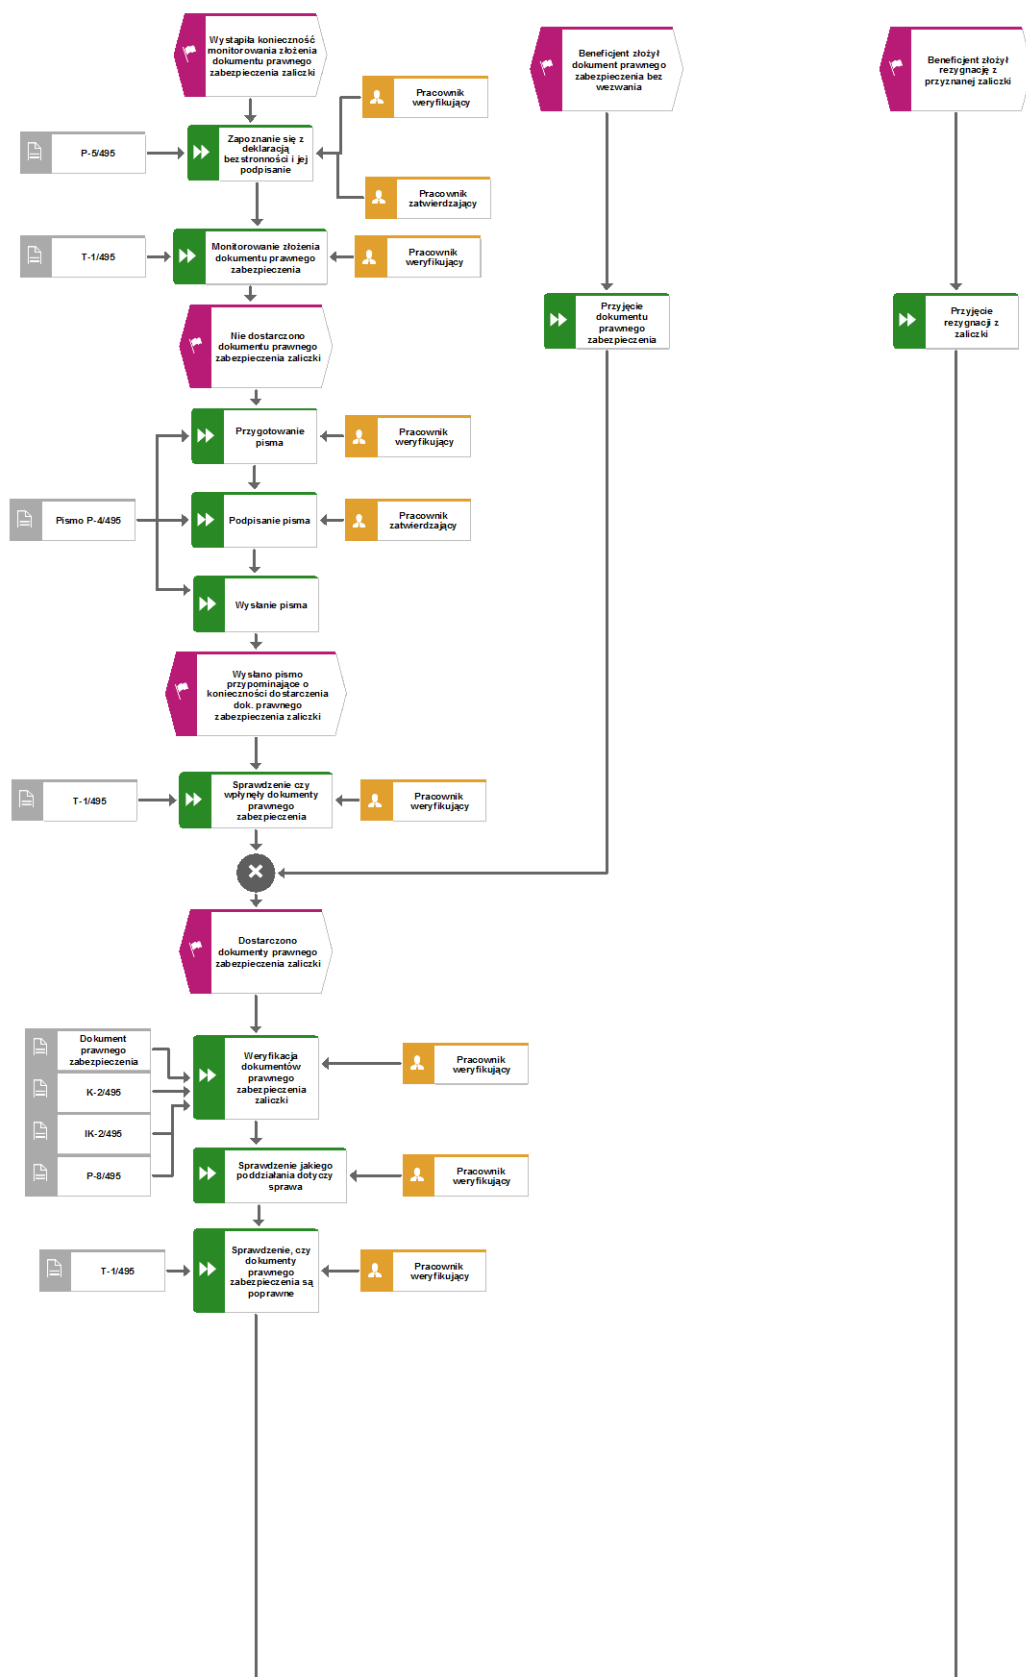 Wystąpiła konieczność
monitorowania złożenia
dokumentu prawnego
zabezpieczenia zaliczki
Beneficjent złożył
dokument prawnego
zabezpieczenia bez
wezwania
Beneficjent złożył
rezygnację z
przyznanej zaliczki
Pracownik
weryfikujący
P-5/495
Zapoznanie się z
deklaracją
bezstronności i jej
podpisanie
Pracownik
zatwierdzający
T-1/495
Monitorowanie złożenia
dokumentu prawnego
zabezpieczenia
Pracownik
weryfikujący
Przyjęcie
dokumentu
prawnego
zabezpieczenia
Przyjęcie
rezygnacji z
zaliczki
Nie dostarczono
dokumentu prawnego
zabezpieczenia zaliczki
Przygotowanie
pisma
Pracownik
weryfikujący
Pismo P-4/495
Podpisanie pisma
Pracownik
zatwierdzający
Wysłanie pisma
Wysłano pismo
przypominające o
konieczności dostarczenia
dok. prawnego
zabezpieczenia zaliczki
T-1/495
Sprawdzenie czy
wpłynęły dokumenty
prawnego
zabezpieczenia
Pracownik
weryfikujący
Dostarczono
dokumenty prawnego
zabezpieczenia zaliczki
Dokument
prawnego
zabezpieczenia
K-2/495
IK-2/495
P-8/495
Weryfikacja
dokumentów
prawnego
zabezpieczenia
zaliczki
Pracownik
weryfikujący
Sprawdzenie jakiego
poddziałania dotyczy
sprawa
Pracownik
weryfikujący
T-1/495
Sprawdzenie, czy
dokumenty
prawnego
zabezpieczenia są
poprawne
Pracownik
weryfikujący